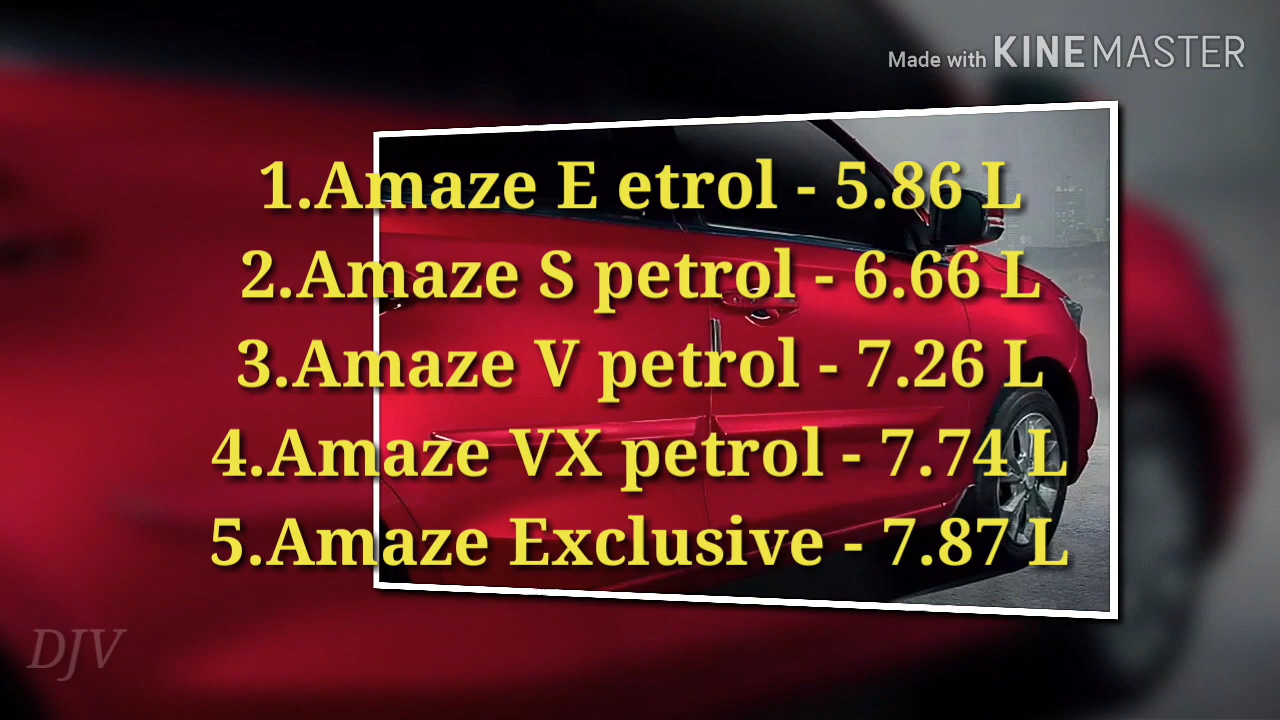 Made with KINEMASTER
1.Amaze E etrol - 5.86 L
2.Amaze S petrol - 6.66 L
3.Amaze V petrol - 7.26 L
4.Amaze VX petrol - 7.74 L
5.Amaze Exclusive - 7.87 L
DJV